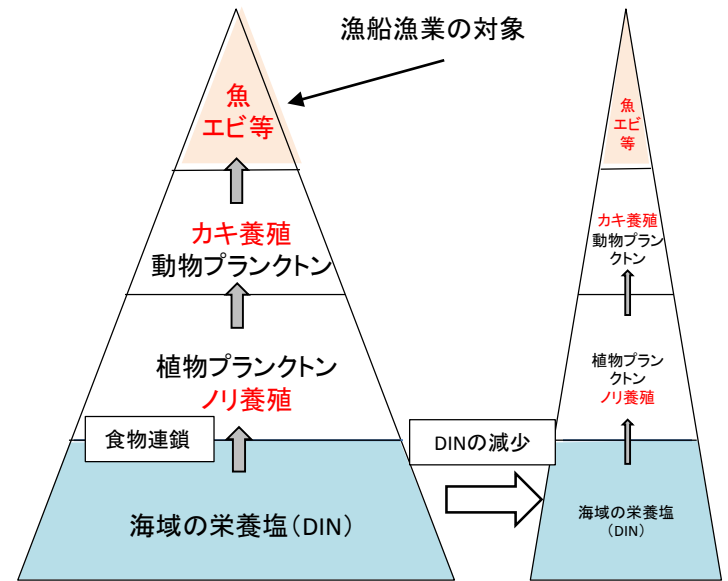 漁船漁業の対象
魚
エビ等
カキ養殖
動物プランクトン
植物プランクトン
ノリ養殖
食物連鎖
海域の栄養塩（DIN）
DINの減少
魚
エビ
等
カキ養殖
動物プラン
クトン
植物プラン
クトン
ノリ養殖
海域の栄養塩
（DIN）